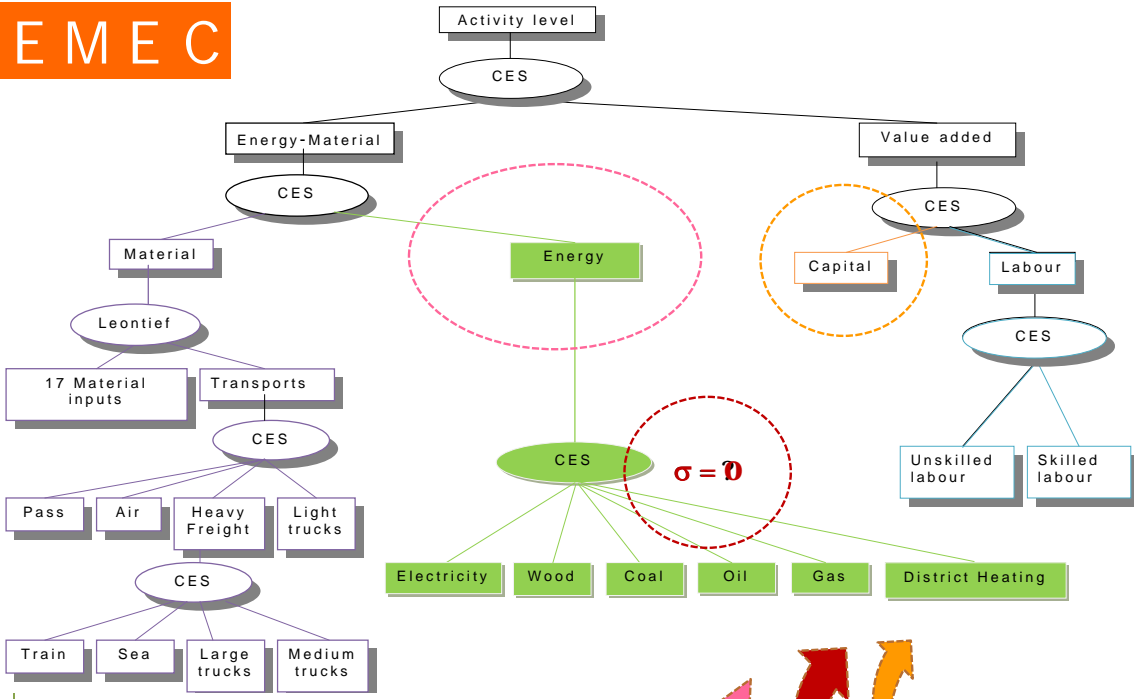 EMEC
Activity level
CES
Energy-Material
Value added
CES
CES
Material
Energy
Capital
Labour
Leontief
CES
17 Material
inputs
Transports
CES
CES
σ =
Unskilled
labour
Skilled
labour
Pass
Air
Heavy
Freight
Light
trucks
CES
Electricity
Wood
Coal
Oil
Gas
District Heating
Train
Sea
Large
trucks
Medium
trucks